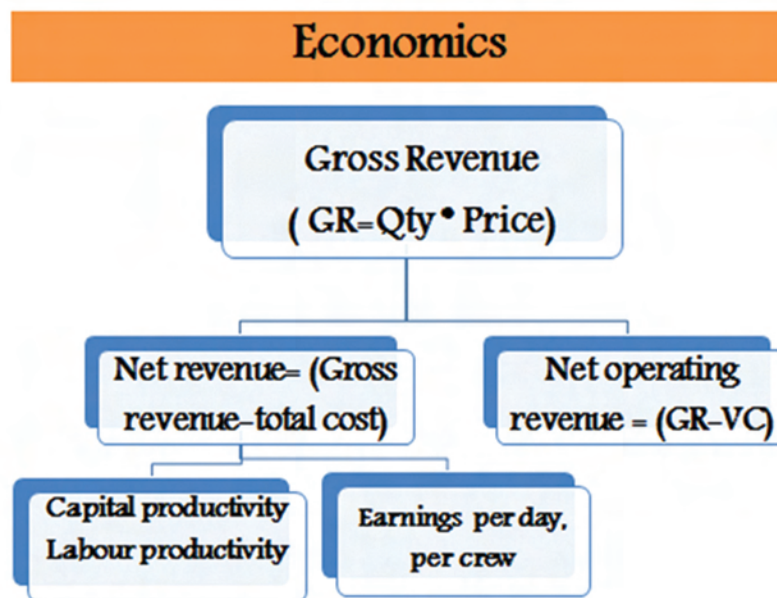 Economics
Gross Revenue
( GR=Qty * Price)
Net revenue= (Gross
revenue-total cost)
Net operating
revenue = (GR-VC)
Capital productivity
Labour productivity
Earnings per day,
per crew